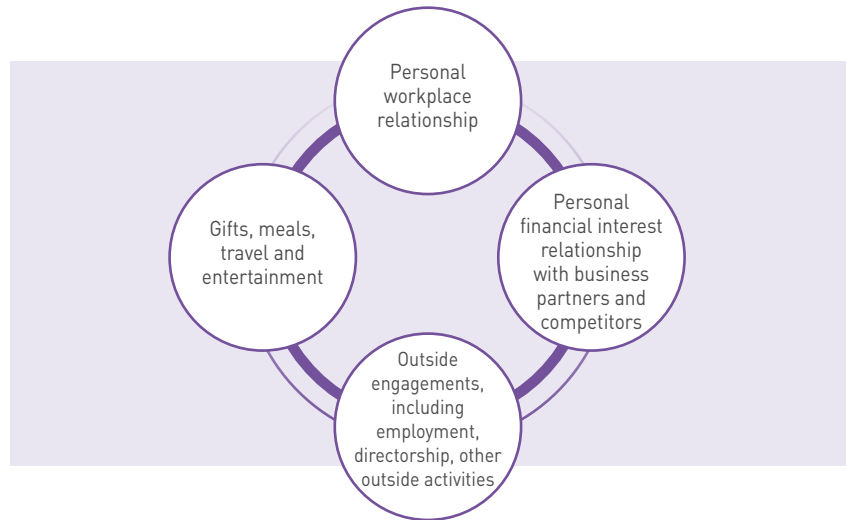 Personal
workplace
relationship
Gifts, meals,
travel and
entertainment
Personal
financial interest
relationship
with business
partners and
competitors
Outside
engagements,
including
employment,
directorship, other
outside activities